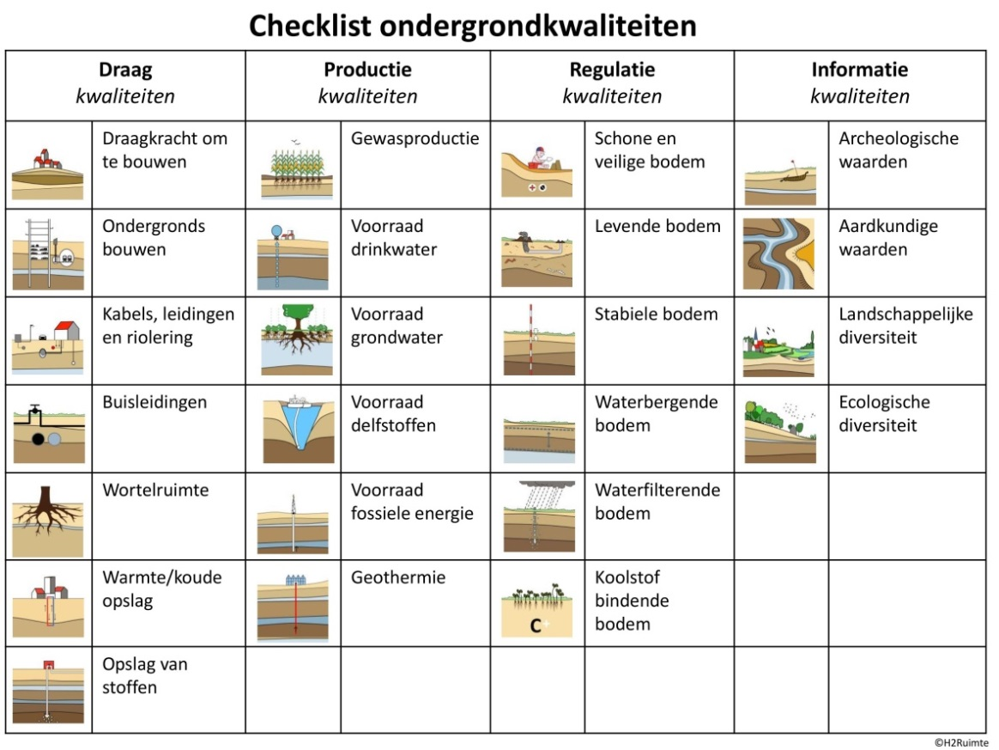 Checklist ondergrondkwaliteiten
Draag
kwaliteiten
Productie
kwaliteiten
Regulatie
kwaliteiten
Informatie
kwaliteiten
Draagkracht om
te bouwen
Gewasproductie
Schone en
veilige bodem
Archeologische
waarden
Ondergronds
bouwen
Voorraad
drinkwater
Levende bodem
Aardkundige
waarden
Kabels, leidingen
en riolering
Voorraad
grondwater
Stabiele bodem
Landschappelijke
diversiteit
Buisleidingen
Voorraad
delfstoffen
Waterbergende
bodem
Ecologische
diversiteit
Wortelruimte
Voorraad
fossiele energie
Waterfilterende
bodem
Warmte/koude
opslag
Geothermie
C+
Koolstof
bindende
bodem
Opslag van
stoffen
©H2Ruimte